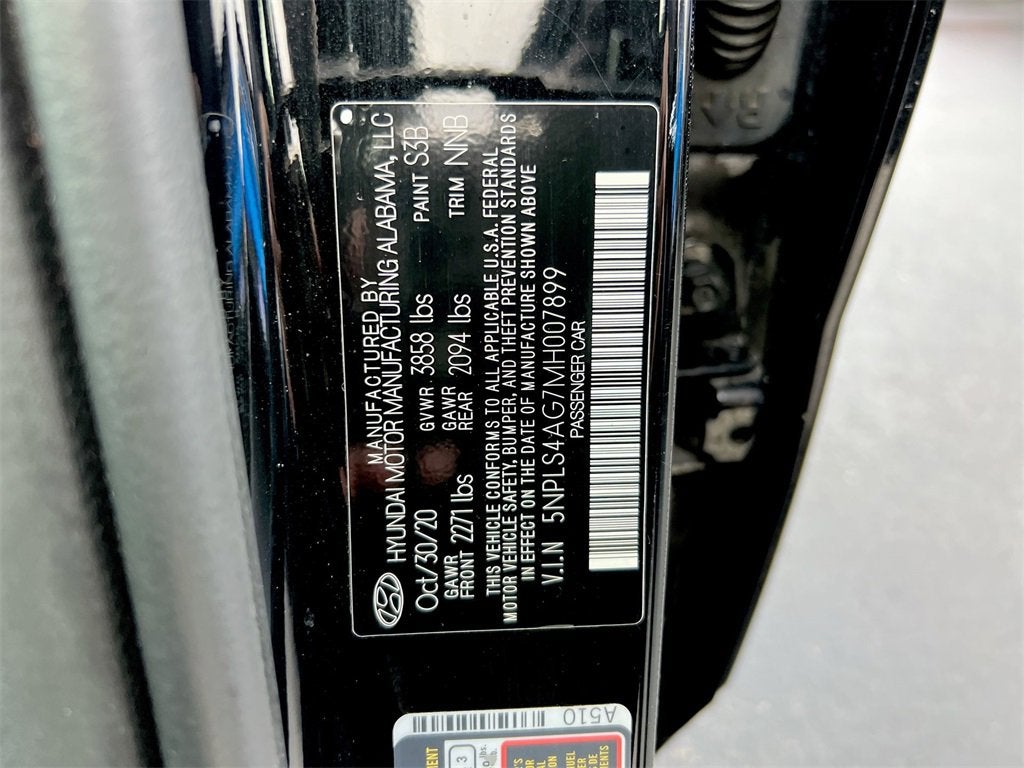 MANUFACTURED BY
HYUNDAI MOTOR MANUFACTURING ALABAMA, LLC
Oct/30/20 GVWR 3858 lbs PAINT S3B
GAWR FRONT 2271 lbs GAWR REAR 2094 lbs TRIM NNB
THIS VEHICLE CONFORMS TO ALL APPLICABLE U.S.A. FEDERAL
MOTOR VEHICLE SAFETY, BUMPER, AND THEFT PREVENTION STANDARDS
IN EFFECT ON THE DATE OF MANUFACTURE SHOWN ABOVE
V.I.N 5NPLS4AG7MH007899
PASSENGER CAR
A510